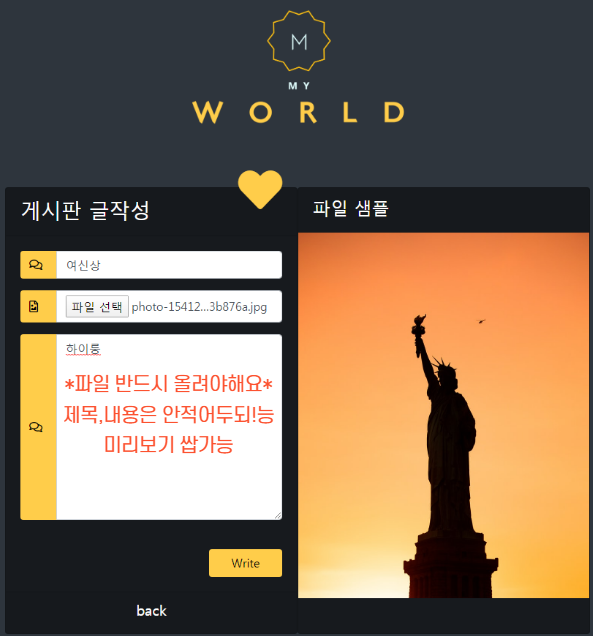 M
MY
WORLD
게시판 글작성
파일 샘플
여신상
파일 선택 photo-15412...3b876a.jpg
하이룽
*파일 반드시 올려야해요*
제목,내용은 안적어두되!능
미리보기 쌉가능
Write
back